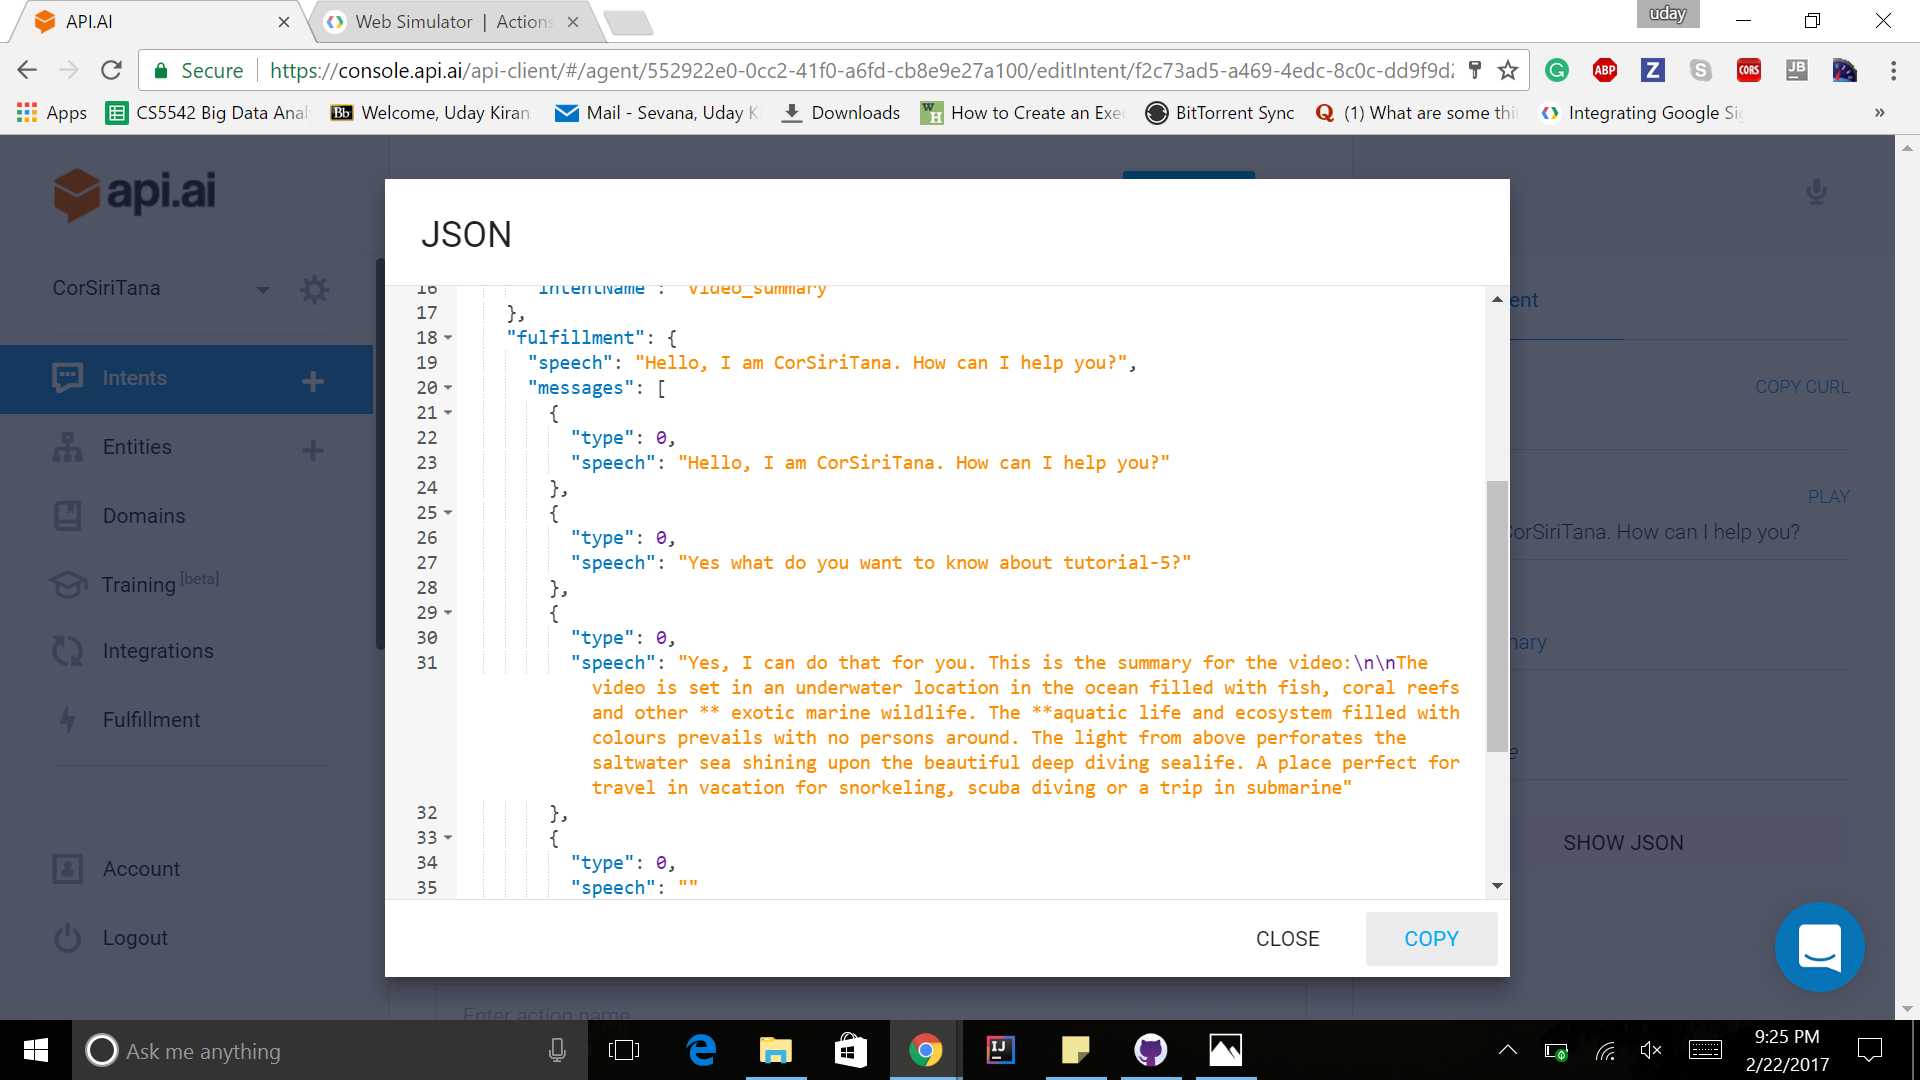 API.AI
Web Simulator | Actions
uday
Secure
https://console.api.ai/api-client/#/agent/552922e0-0cc2-41f0-a6fd-cb8e9e27a100/editIntent/f2c73ad5-a469-4edc-8c0c-dd9f9d2
ABP
Z
CORS
JB
Apps
CS5542 Big Data Anal
Bb Welcome, Uday Kiran
Mail - Sevana, Uday K
Downloads
How to Create an Exe
BitTorrent Sync
(1) What are some thi
Integrating Google Sig
»
api.ai
CorSiriTana
Intents
Entities
Domains
Training [beta]
Integrations
Fulfillment
Account
Logout
JSON
16 "intentName": "video_summary"
17 },
18 "fulfillment": {
19 "speech": "Hello, I am CorSiriTana. How can I help you?",
20 "messages": [
21 {
22 "type": 0,
23 "speech": "Hello, I am CorSiriTana. How can I help you?"
24 },
25 {
26 "type": 0,
27 "speech": "Yes what do you want to know about tutorial-5?"
28 },
29 {
30 "type": 0,
31 "speech": "Yes, I can do that for you. This is the summary for the video:\n\nThe
video is set in an underwater location in the ocean filled with fish, coral reefs
and other ** exotic marine wildlife. The **aquatic life and ecosystem filled with
colours prevails with no persons around. The light from above perforates the
saltwater sea shining upon the beautiful deep diving sealife. A place perfect for
travel in vacation for snorkeling, scuba diving or a trip in submarine"
32 },
33 {
34 "type": 0,
35 "speech": ""
CLOSE
COPY
ent
COPY CURL
PLAY
CorSiriTana. How can I help you?
mary
e
SHOW JSON
Enter action name
Ask me anything
IJ
9:25 PM
2/22/2017